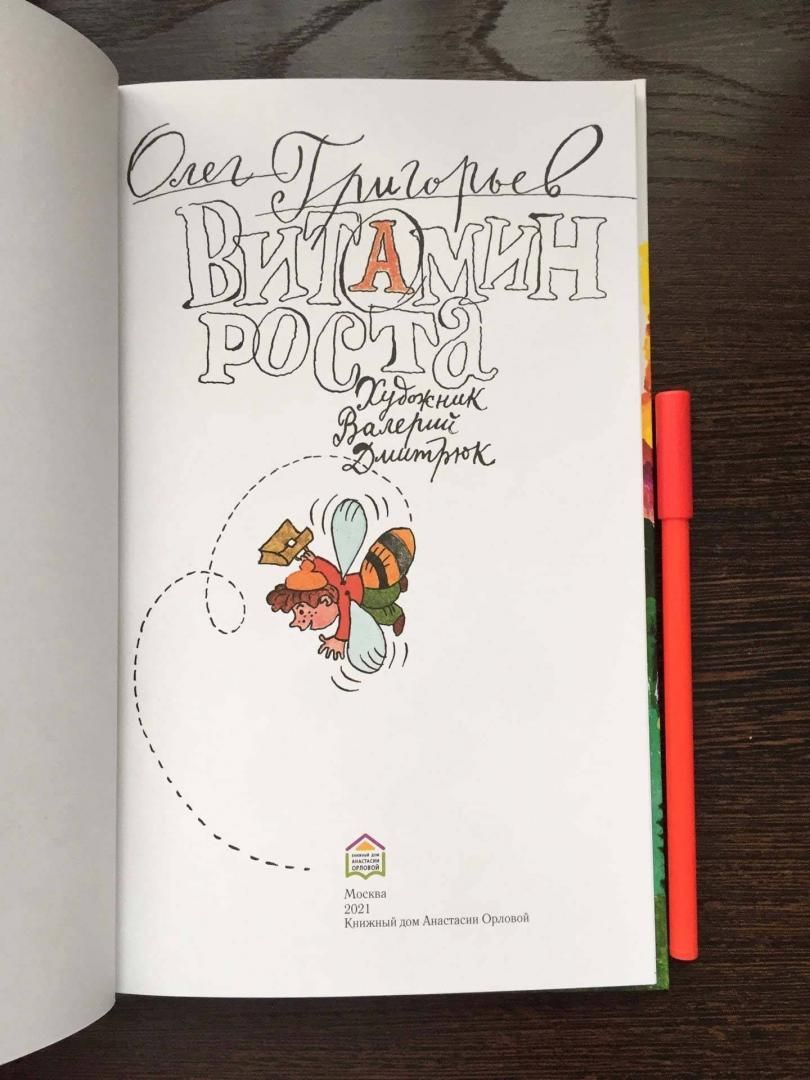 Олег Григорьев
ВИТАМИН
РОСТА
Художник
Валерий
Дмитрюк
КНИЖНЫЙ ДОМ
АНАСТАСИИ
ОРЛОВОЙ
Москва
2021
Книжный дом Анастасии Орловой